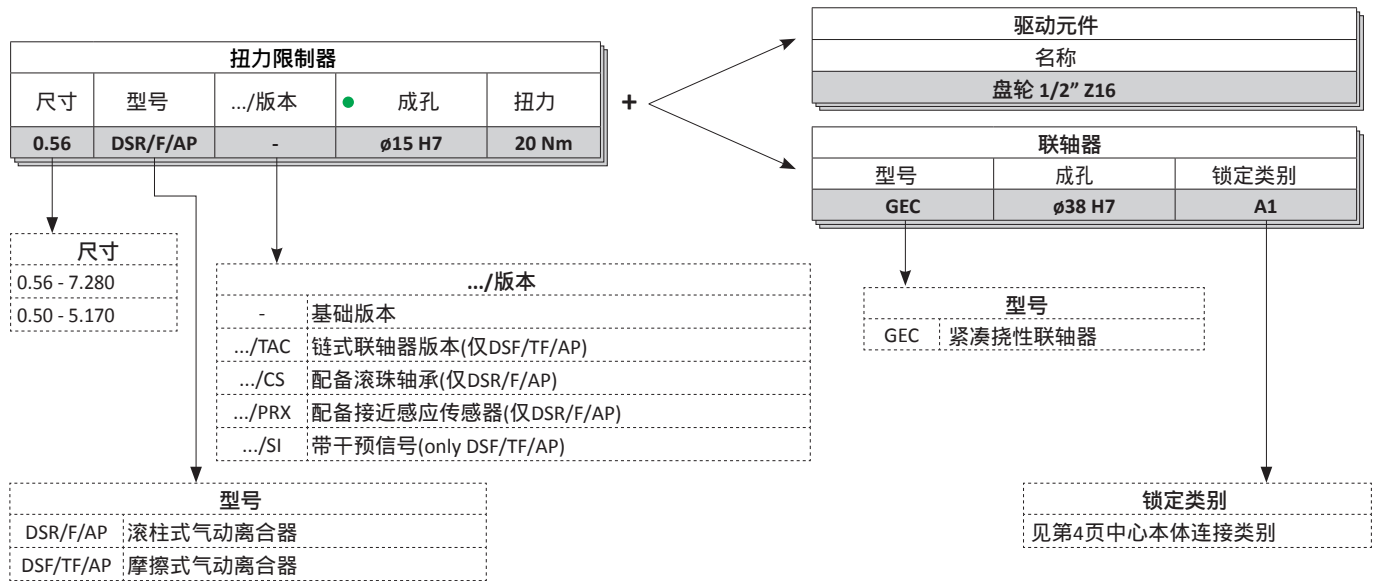 扭力限制器
尺寸 型号 .../版本 成孔 扭力
0.56 DSR/F/AP - ø15 H7 20 Nm
+
驱动元件
名称
盘轮 1/2” Z16
联轴器
型号 成孔 锁定类别
GEC ø38 H7 A1
尺寸
0.56 - 7.280
0.50 - 5.170
.../版本
- 基础版本
.../TAC 链式联轴器版本(仅DSF/TF/AP)
.../CS 配备滚珠轴承(仅DSR/F/AP)
.../PRX 配备接近感应传感器(仅DSR/F/AP)
.../SI 带干预信号(only DSF/TF/AP)
型号
GEC 紧凑挠性联轴器
型号
DSR/F/AP 滚柱式气动离合器
DSF/TF/AP 摩擦式气动离合器
锁定类别
见第4页中心本体连接类别